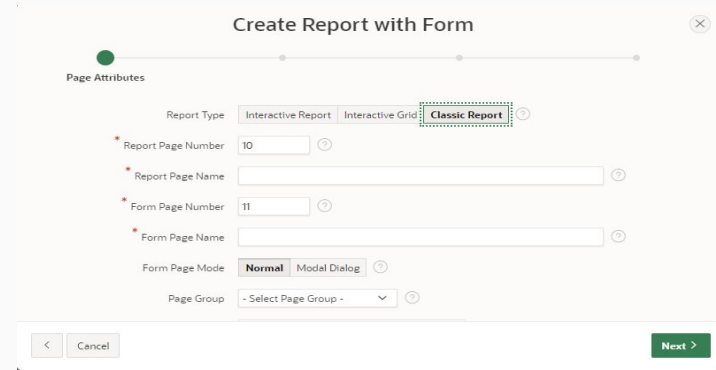 Create Report with Form
Page Attributes
Report Type Interactive Report Interactive Grid Classic Report ?
* Report Page Number 10 ?
* Report Page Name ?
* Form Page Number 11 ?
* Form Page Name ?
Form Page Mode Normal Modal Dialog ?
Page Group - Select Page Group - ?
< Cancel Next >